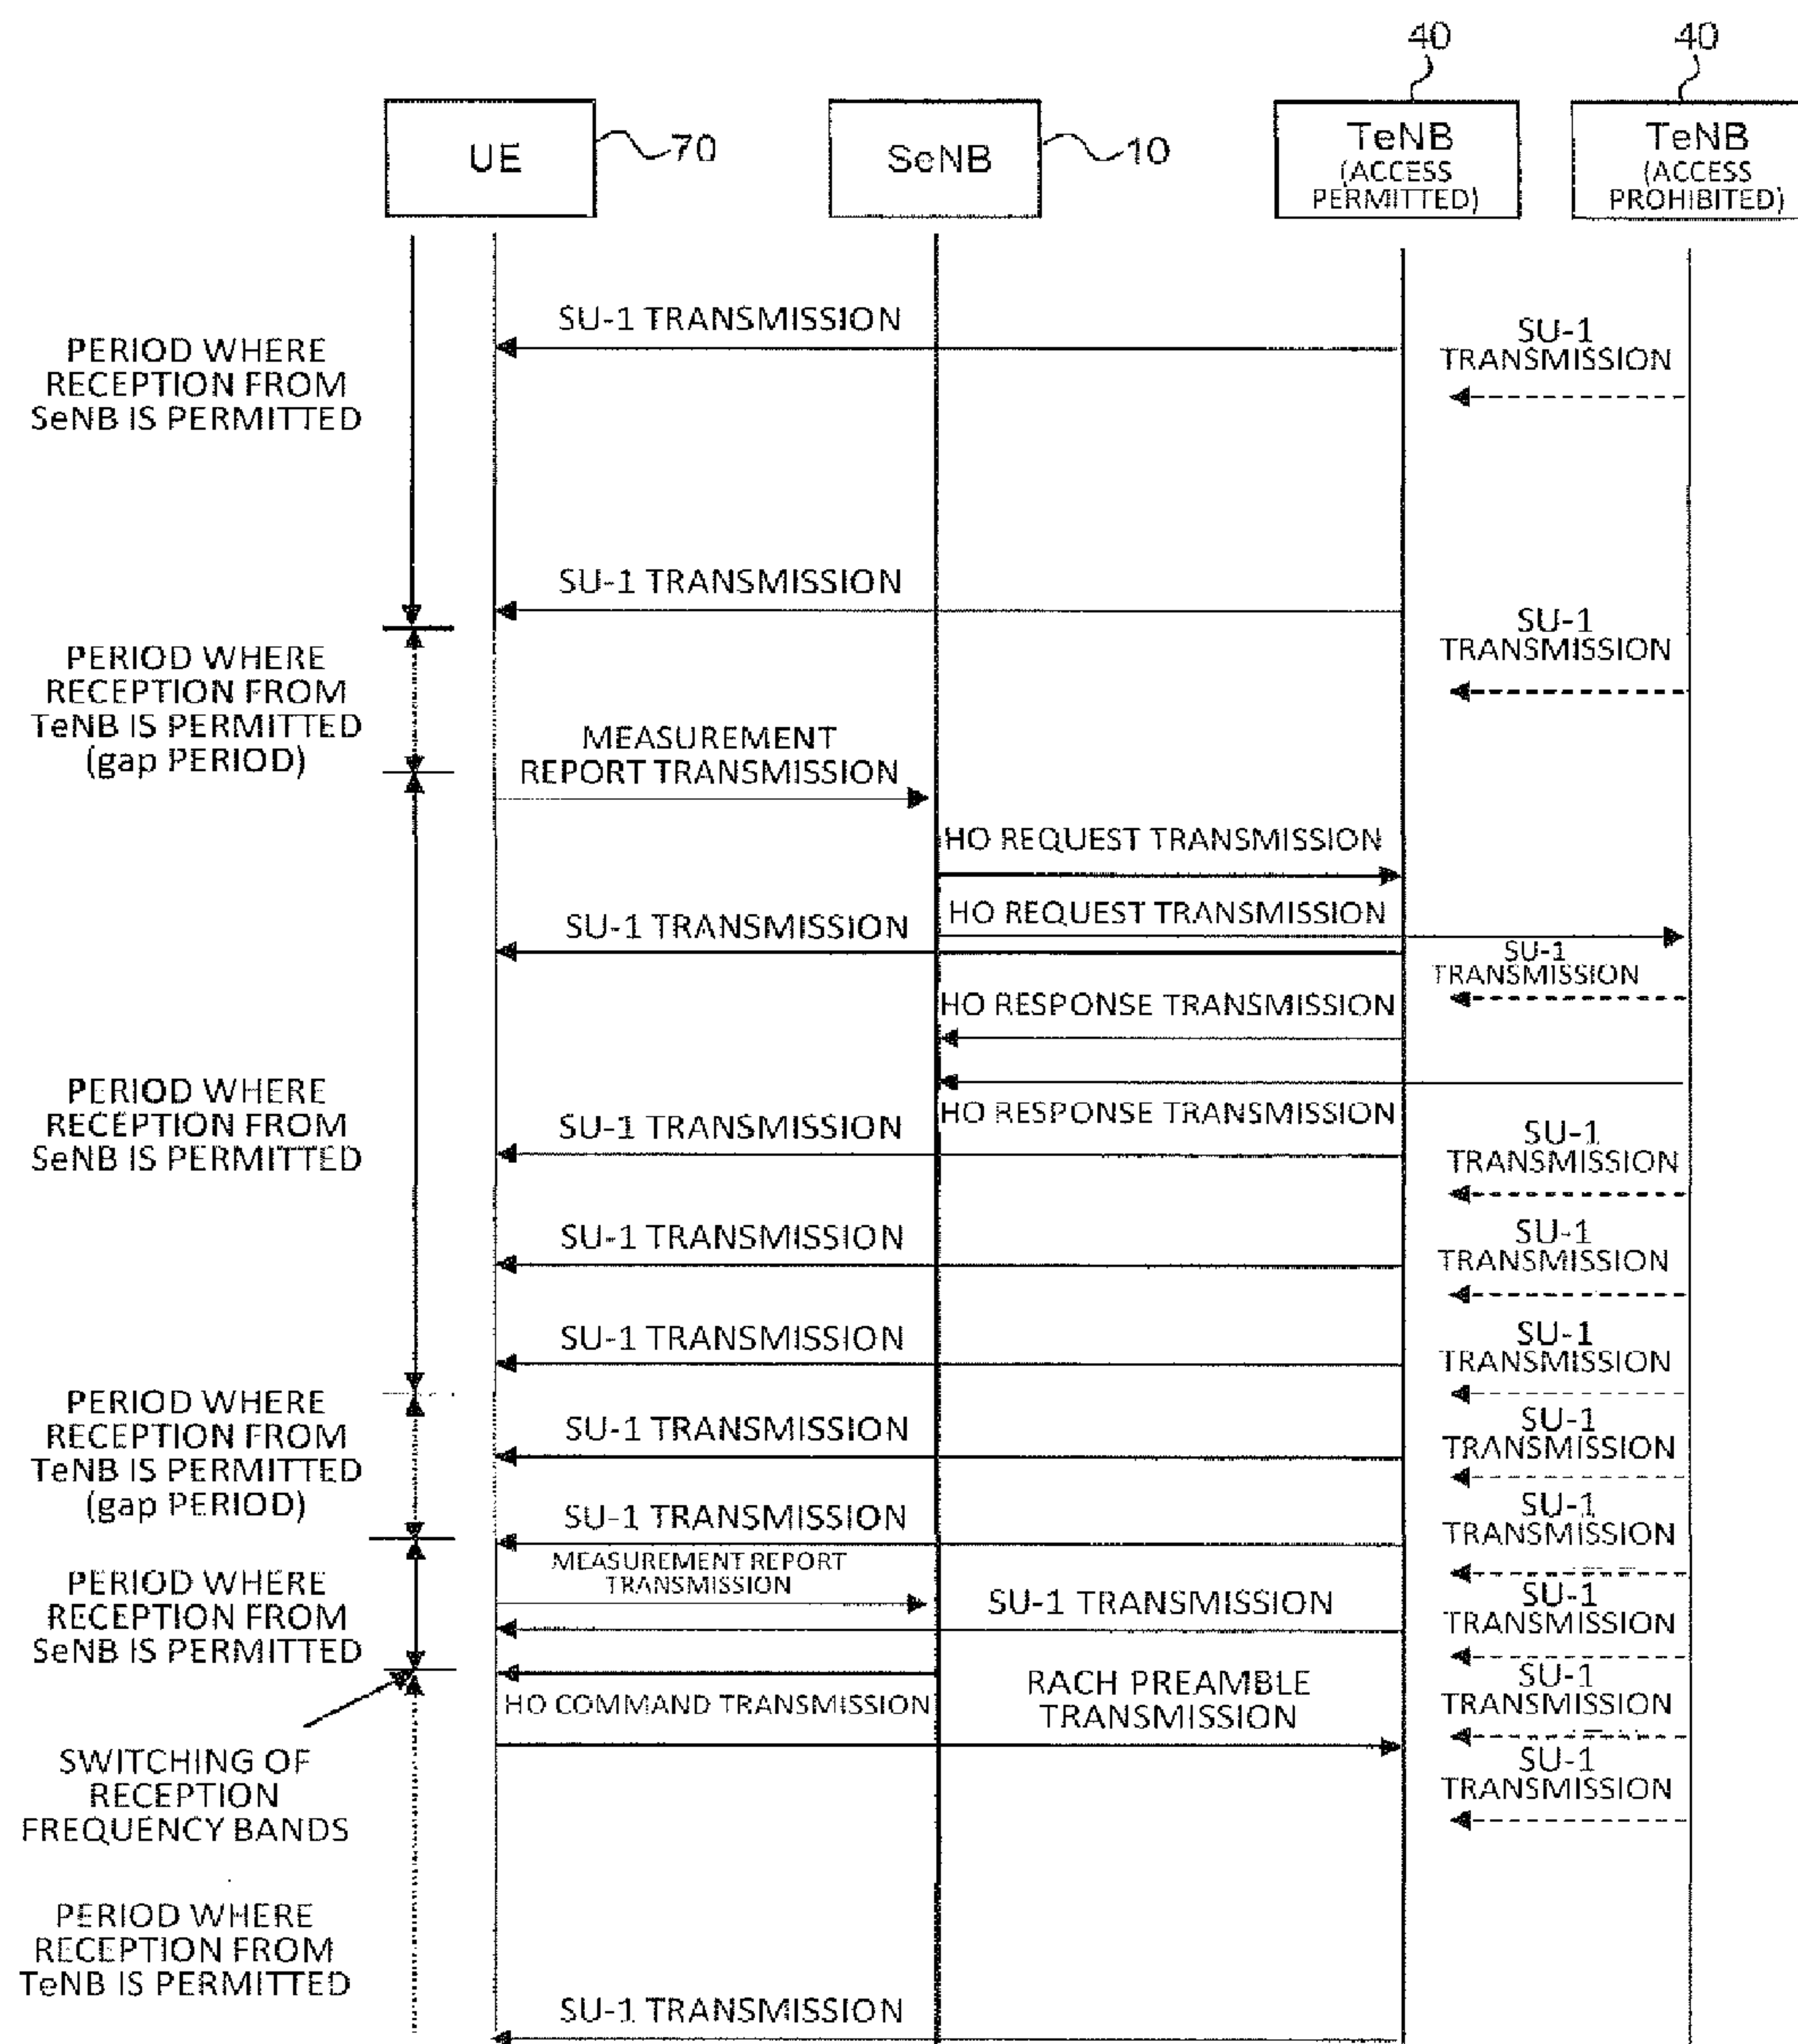 40
40
UE
70
SeNB
10
TeNB
(ACCESS
PERMITTED)
TeNB
(ACCESS
PROHIBITED)
SU-1 TRANSMISSION
SU-1
TRANSMISSION
PERIOD WHERE
RECEPTION FROM
SeNB IS PERMITTED
SU-1 TRANSMISSION
SU-1
TRANSMISSION
PERIOD WHERE
RECEPTION FROM
TeNB IS PERMITTED
(gap PERIOD)
MEASUREMENT
REPORT TRANSMISSION
HO REQUEST TRANSMISSION
HO REQUEST TRANSMISSION
SU-1 TRANSMISSION
SU-1
TRANSMISSION
HO RESPONSE TRANSMISSION
PERIOD WHERE
RECEPTION FROM
SeNB IS PERMITTED
HO RESPONSE TRANSMISSION
SU-1 TRANSMISSION
SU-1
TRANSMISSION
SU-1 TRANSMISSION
SU-1
TRANSMISSION
SU-1 TRANSMISSION
SU-1
TRANSMISSION
PERIOD WHERE
RECEPTION FROM
TeNB IS PERMITTED
(gap PERIOD)
SU-1 TRANSMISSION
SU-1
TRANSMISSION
SU-1 TRANSMISSION
SU-1
TRANSMISSION
MEASUREMENT REPORT
TRANSMISSION
PERIOD WHERE
RECEPTION FROM
SeNB IS PERMITTED
SU-1 TRANSMISSION
SU-1
TRANSMISSION
HO COMMAND TRANSMISSION
RACH PREAMBLE
TRANSMISSION
SU-1
TRANSMISSION
SWITCHING OF
RECEPTION
FREQUENCY BANDS
SU-1
TRANSMISSION
PERIOD WHERE
RECEPTION FROM
TeNB IS PERMITTED
SU-1 TRANSMISSION